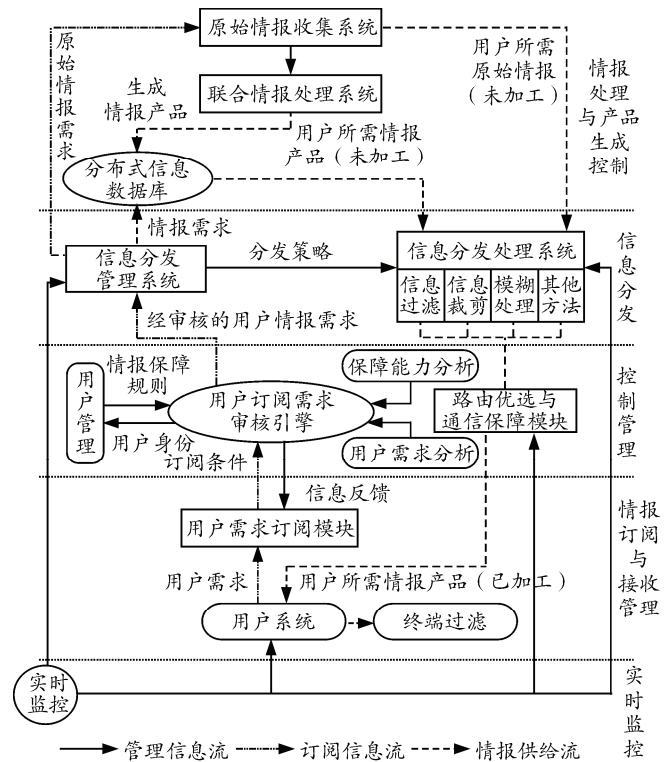 原始情报收集系统
原始情报需求
用户所需
原始情报
（未加工）
情报
处理
与产品
生成
控制
联合情报处理系统
生成
情报产品
用户所需情报
产品（未加工）
分布式信息
数据库
情报需求
信息分发
管理系统
分发策略
信息分发处理系统
信息
过滤
信息
裁剪
模糊
处理
其他
方法
信息分发
经审核的用户情报需求
情报保障
规则
用户管理
用户身份
用户订阅需求
审核引擎
保障能力分析
用户需求分析
路由优选与
通信保障模块
控制管理
订阅条件
信息反馈
用户需求订阅模块
情报
订阅
与
接收
管理
用户需求
用户所需情报产品（已加工）
用户系统
终端过滤
实时
监控
实时监控
管理信息流
订阅信息流
情报供给流